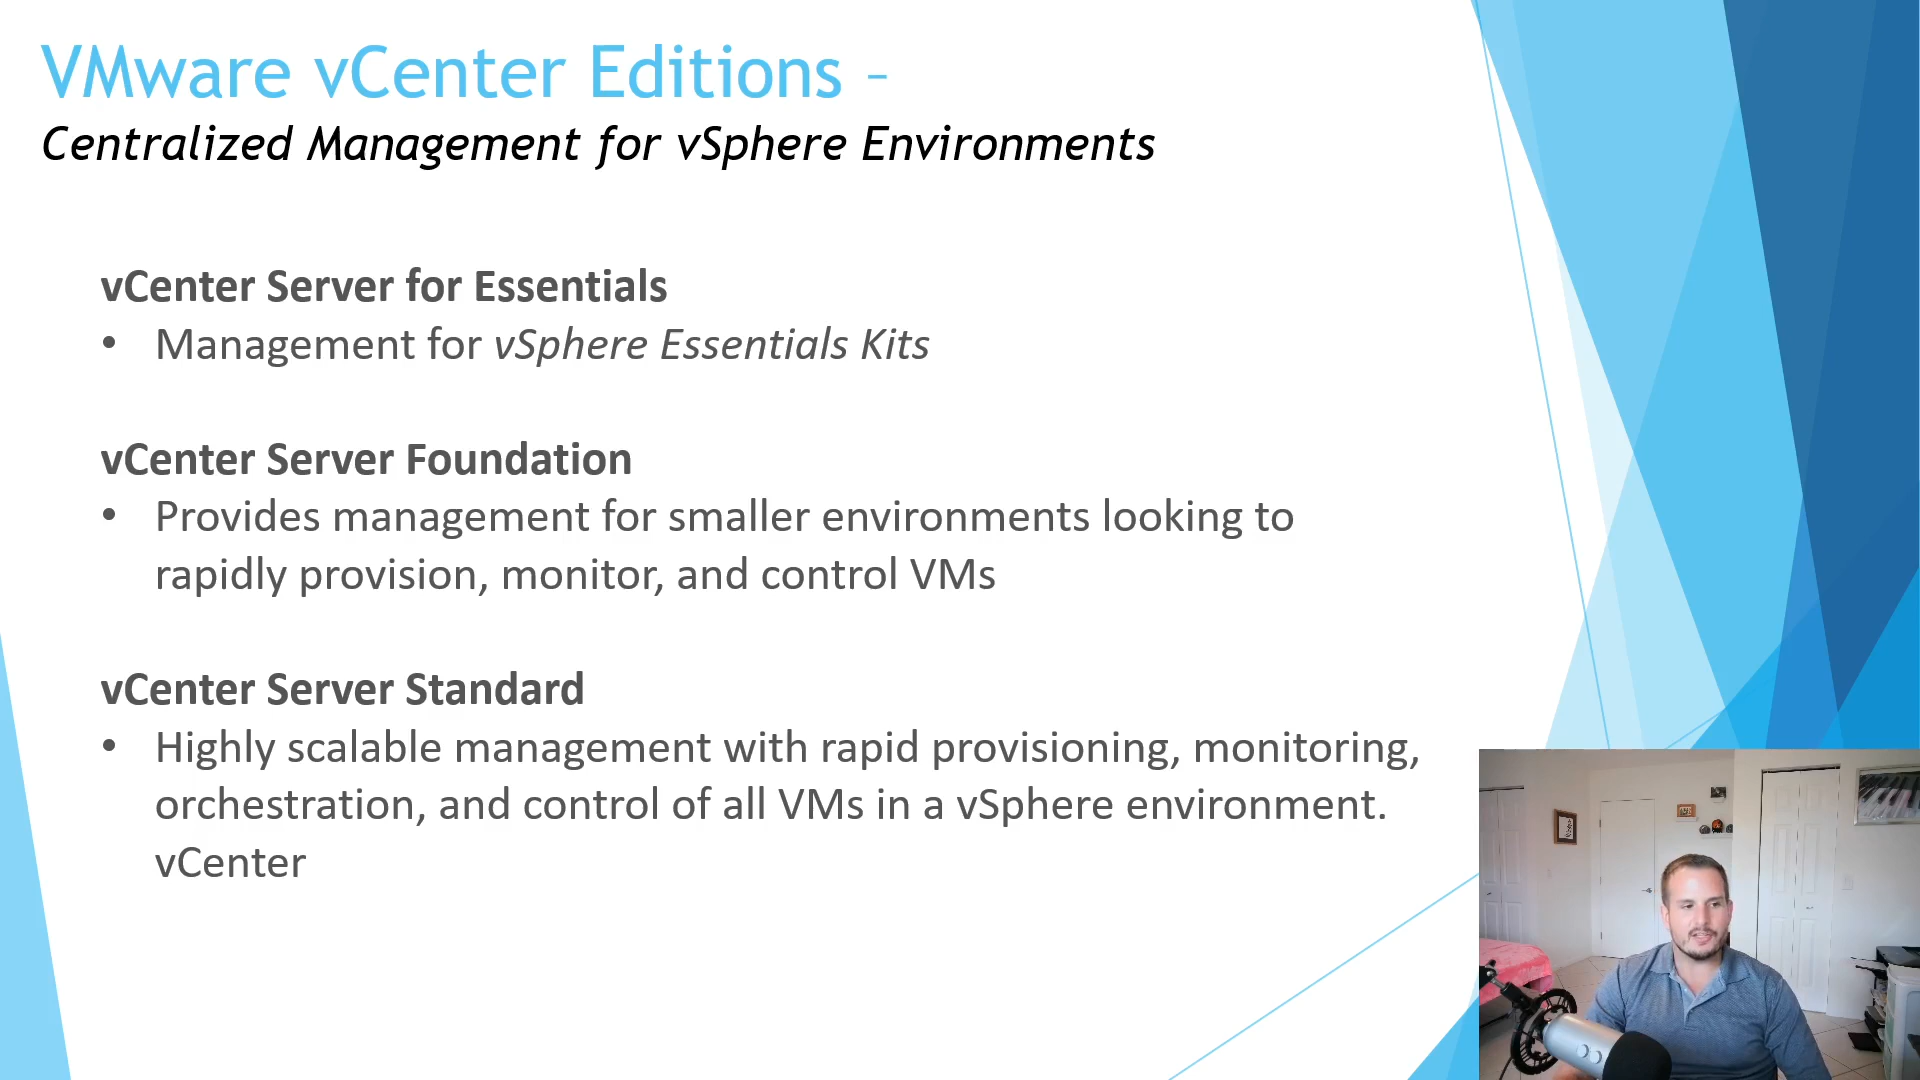 VMware vCenter Editions –
Centralized Management for vSphere Environments
vCenter Server for Essentials
• Management for vSphere Essentials Kits
vCenter Server Foundation
• Provides management for smaller environments looking to
rapidly provision, monitor, and control VMs
vCenter Server Standard
• Highly scalable management with rapid provisioning, monitoring,
orchestration, and control of all VMs in a vSphere environment.
vCenter